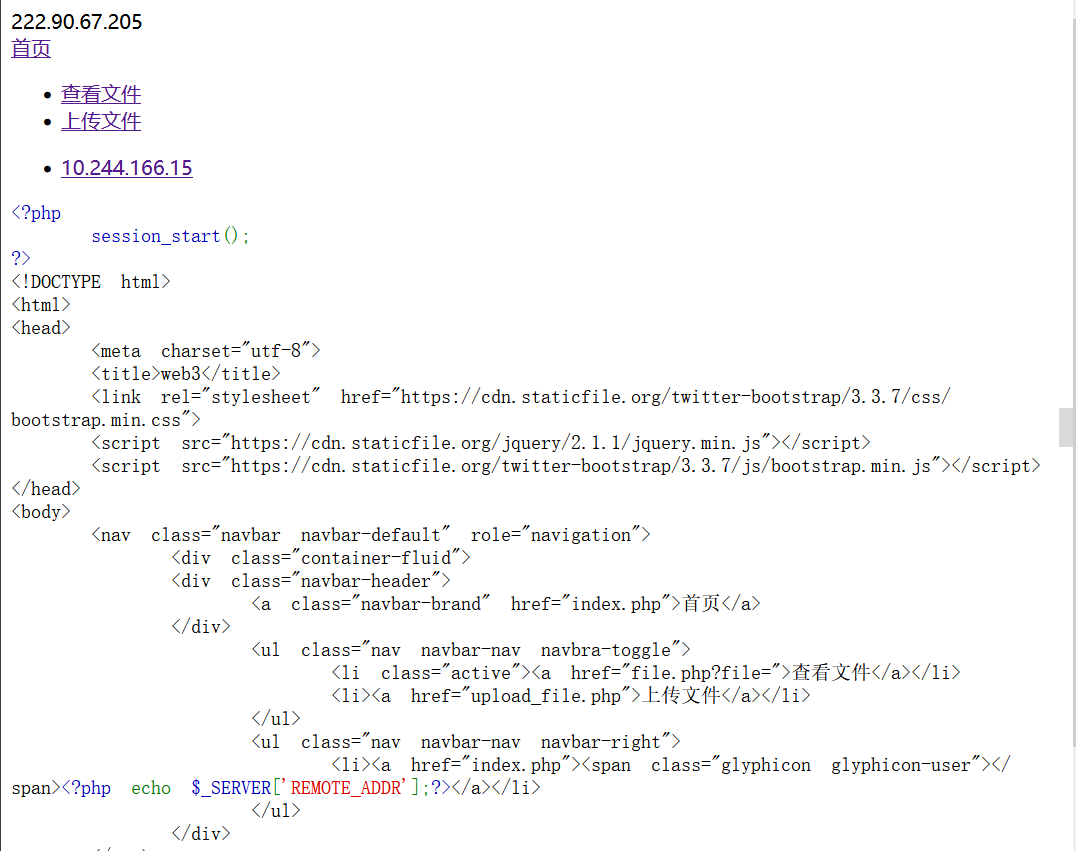 222.90.67.205
首页
查看文件
上传文件
10.244.166.15
<?php
session_start();
?>
<!DOCTYPE html>
<html>
<head>
<meta charset="utf-8">
<title>web3</title>
<link rel="stylesheet" href="https://cdn.staticfile.org/twitter-bootstrap/3.3.7/css/
bootstrap.min.css">
<script src="https://cdn.staticfile.org/jquery/2.1.1/jquery.min.js"></script>
<script src="https://cdn.staticfile.org/twitter-bootstrap/3.3.7/js/bootstrap.min.js"></script>
</head>
<body>
<nav class="navbar navbar-default" role="navigation">
<div class="container-fluid">
<div class="navbar-header">
<a class="navbar-brand" href="index.php">首页</a>
</div>
<ul class="nav navbar-nav navbra-toggle">
<li class="active"><a href="file.php?file=">查看文件</a></li>
<li><a href="upload_file.php">上传文件</a></li>
</ul>
<ul class="nav navbar-nav navbar-right">
<li><a href="index.php"><span class="glyphicon glyphicon-user"></
span><?php echo $_SERVER['REMOTE_ADDR'];?></a></li>
</ul>
</div>